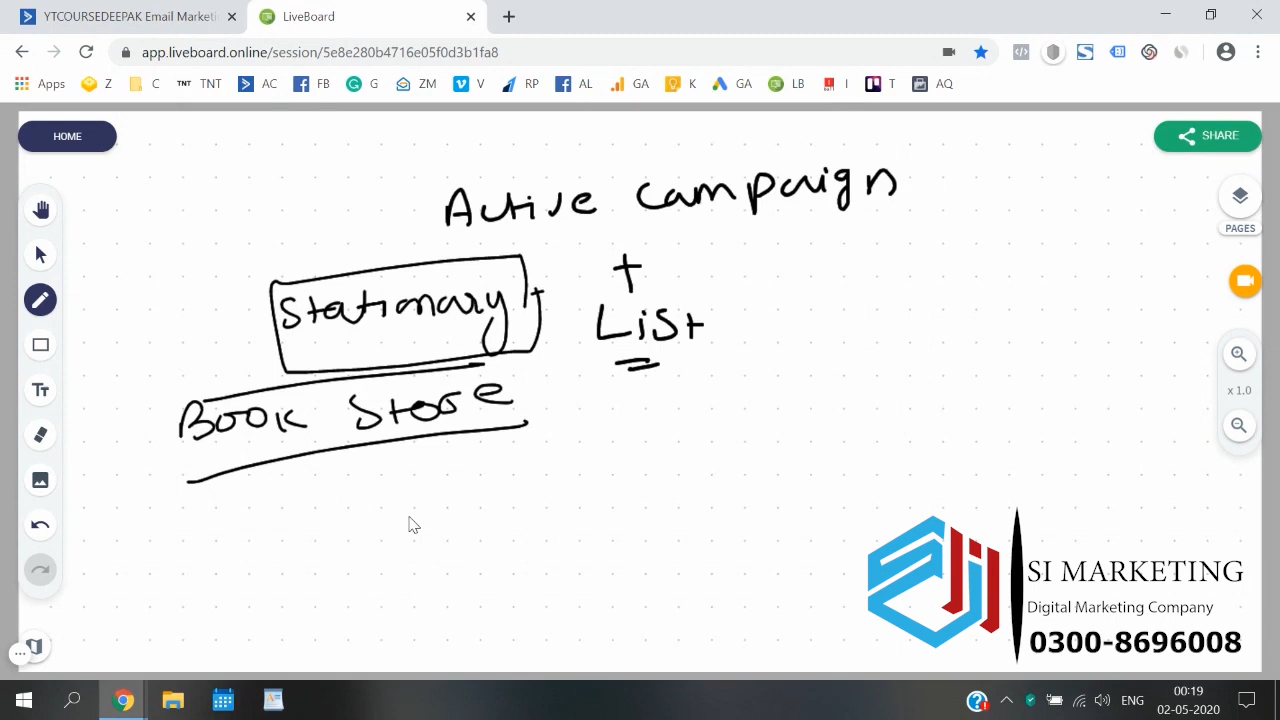 YTCOURSEDEEPAK Email Marketi
LiveBoard
app.liveboard.online/session/5e8e280b4716e05f0d3b1fa8
Apps Z C TNT TNT AC FB G ZM V RP AL GA K GA LB I T AQ
HOME
SHARE
Active campaign
PAGES
+
Stationary +
List
Book Store
x 1.0
SI MARKETING
Digital Marketing Company
0300-8696008
ENG
00:19
02-05-2020